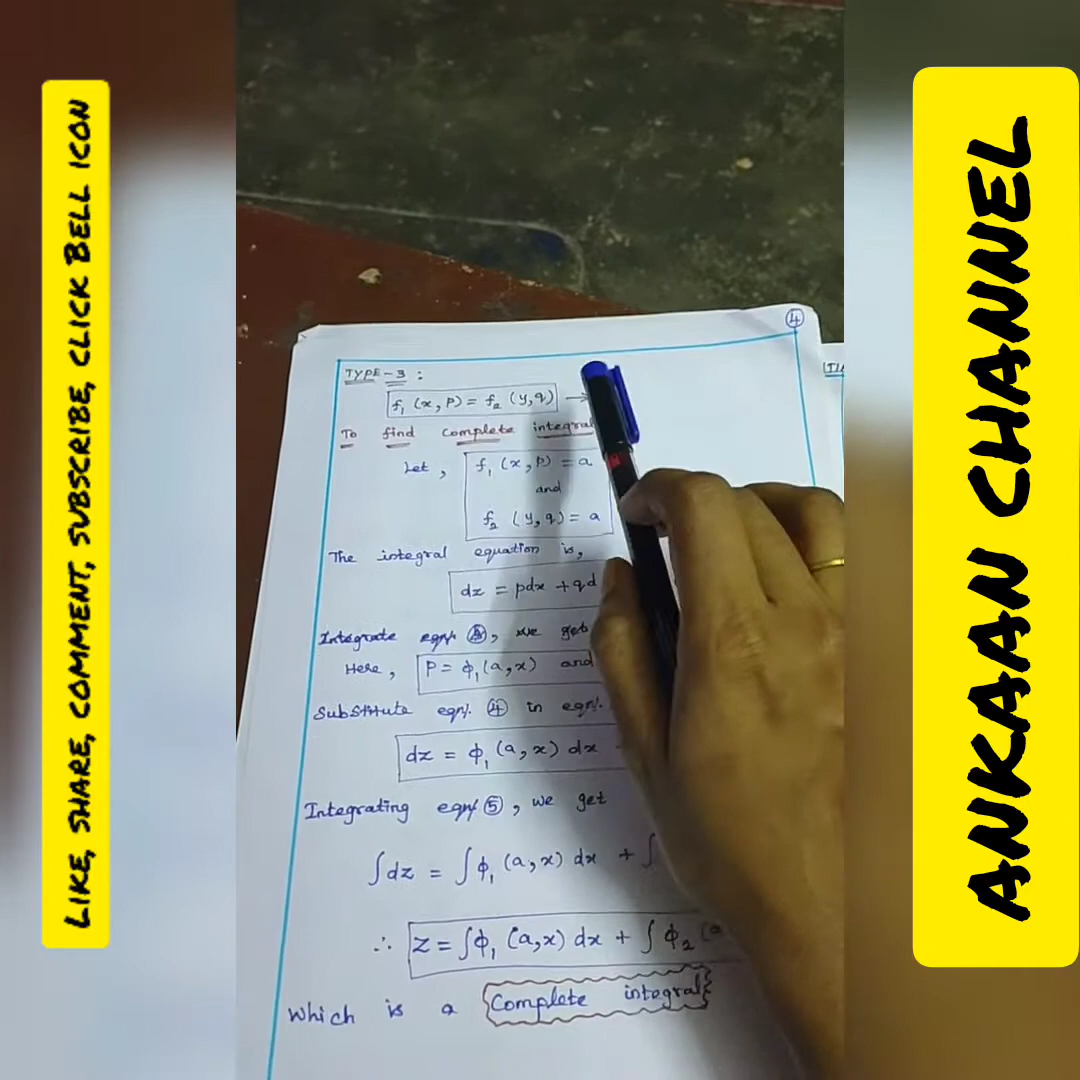 LIKE, SHARE, COMMENT, SUBSCRIBE, CLICK BELL ICON
4
TYPE-3 :
f₁ (x, p) = f₂ (y, q) →
To find complete integral
Let, f₁ (x, p) = a
and
f₂ (y, q) = a
The integral equation is,
dz = pdx + qd
Integrate eqn. , we get
Here, P = ϕ₁(a, x) and
Substitute eqn. ④ in eqn.
dz = ϕ₁ (a, x) dx
Integrating eqn ⑤, we get
∫dz = ∫ϕ₁ (a, x) dx + ∫
∴ Z = ∫ϕ₁ (a, x) dx + ∫ ϕ₂ (a
Which is a Complete integral
ANKAAN CHANNEL